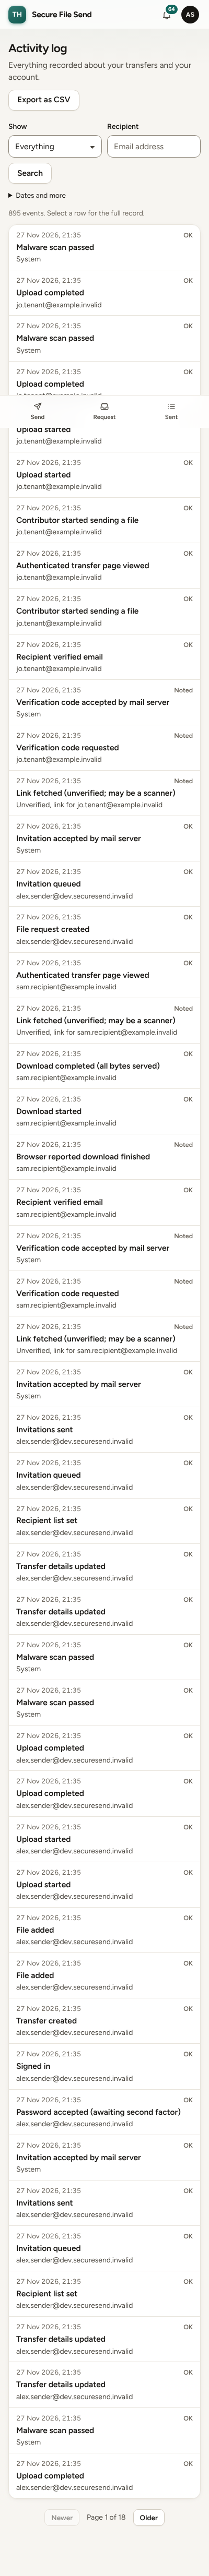 TH Secure File Send 64 AS
Activity log
Everything recorded about your transfers and your
account.
Export as CSV
Show Recipient
Everything Email address
Search
Dates and more
895 events. Select a row for the full record.
27 Nov 2026, 21:35 OK
Malware scan passed
System
27 Nov 2026, 21:35 OK
Upload completed
jo.tenant@example.invalid
27 Nov 2026, 21:35 OK
Malware scan passed
System
27 Nov 2026, 21:35 OK
Upload completed
Send Request Sent
Upload started
jo.tenant@example.invalid
27 Nov 2026, 21:35 OK
Upload started
jo.tenant@example.invalid
27 Nov 2026, 21:35 OK
Contributor started sending a file
jo.tenant@example.invalid
27 Nov 2026, 21:35 OK
Authenticated transfer page viewed
jo.tenant@example.invalid
27 Nov 2026, 21:35 OK
Contributor started sending a file
jo.tenant@example.invalid
27 Nov 2026, 21:35 OK
Recipient verified email
jo.tenant@example.invalid
27 Nov 2026, 21:35 Noted
Verification code accepted by mail server
System
27 Nov 2026, 21:35 Noted
Verification code requested
jo.tenant@example.invalid
27 Nov 2026, 21:35 Noted
Link fetched (unverified; may be a scanner)
Unverified, link for jo.tenant@example.invalid
27 Nov 2026, 21:35 OK
Invitation accepted by mail server
System
27 Nov 2026, 21:35 OK
Invitation queued
alex.sender@dev.securesend.invalid
27 Nov 2026, 21:35 OK
File request created
alex.sender@dev.securesend.invalid
27 Nov 2026, 21:35 OK
Authenticated transfer page viewed
sam.recipient@example.invalid
27 Nov 2026, 21:35 Noted
Link fetched (unverified; may be a scanner)
Unverified, link for sam.recipient@example.invalid
27 Nov 2026, 21:35 OK
Download completed (all bytes served)
sam.recipient@example.invalid
27 Nov 2026, 21:35 OK
Download started
sam.recipient@example.invalid
27 Nov 2026, 21:35 Noted
Browser reported download finished
sam.recipient@example.invalid
27 Nov 2026, 21:35 OK
Recipient verified email
sam.recipient@example.invalid
27 Nov 2026, 21:35 Noted
Verification code accepted by mail server
System
27 Nov 2026, 21:35 Noted
Verification code requested
sam.recipient@example.invalid
27 Nov 2026, 21:35 Noted
Link fetched (unverified; may be a scanner)
Unverified, link for sam.recipient@example.invalid
27 Nov 2026, 21:35 OK
Invitation accepted by mail server
System
27 Nov 2026, 21:35 OK
Invitations sent
alex.sender@dev.securesend.invalid
27 Nov 2026, 21:35 OK
Invitation queued
alex.sender@dev.securesend.invalid
27 Nov 2026, 21:35 OK
Recipient list set
alex.sender@dev.securesend.invalid
27 Nov 2026, 21:35 OK
Transfer details updated
alex.sender@dev.securesend.invalid
27 Nov 2026, 21:35 OK
Transfer details updated
alex.sender@dev.securesend.invalid
27 Nov 2026, 21:35 OK
Malware scan passed
System
27 Nov 2026, 21:35 OK
Malware scan passed
System
27 Nov 2026, 21:35 OK
Upload completed
alex.sender@dev.securesend.invalid
27 Nov 2026, 21:35 OK
Upload completed
alex.sender@dev.securesend.invalid
27 Nov 2026, 21:35 OK
Upload started
alex.sender@dev.securesend.invalid
27 Nov 2026, 21:35 OK
Upload started
alex.sender@dev.securesend.invalid
27 Nov 2026, 21:35 OK
File added
alex.sender@dev.securesend.invalid
27 Nov 2026, 21:35 OK
File added
alex.sender@dev.securesend.invalid
27 Nov 2026, 21:35 OK
Transfer created
alex.sender@dev.securesend.invalid
27 Nov 2026, 21:35 OK
Signed in
alex.sender@dev.securesend.invalid
27 Nov 2026, 21:35 OK
Password accepted (awaiting second factor)
alex.sender@dev.securesend.invalid
27 Nov 2026, 21:35 OK
Invitation accepted by mail server
System
27 Nov 2026, 21:35 OK
Invitations sent
alex.sender@dev.securesend.invalid
27 Nov 2026, 21:35 OK
Invitation queued
alex.sender@dev.securesend.invalid
27 Nov 2026, 21:35 OK
Recipient list set
alex.sender@dev.securesend.invalid
27 Nov 2026, 21:35 OK
Transfer details updated
alex.sender@dev.securesend.invalid
27 Nov 2026, 21:35 OK
Transfer details updated
alex.sender@dev.securesend.invalid
27 Nov 2026, 21:35 OK
Malware scan passed
System
27 Nov 2026, 21:35 OK
Upload completed
alex.sender@dev.securesend.invalid
Newer Page 1 of 18 Older